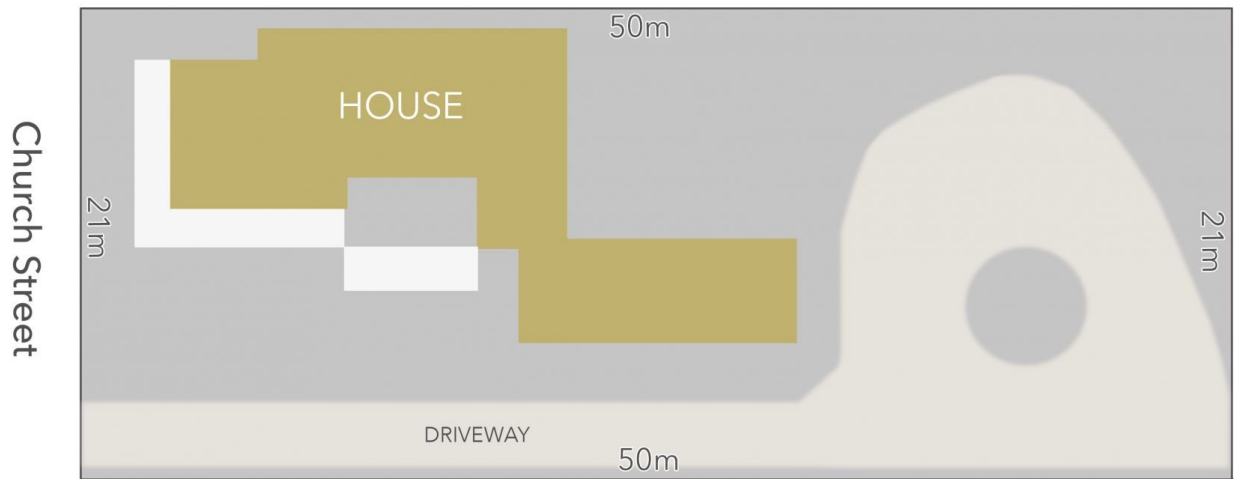 50m
HOUSE
Church Street
21m
21m
DRIVEWAY
50m